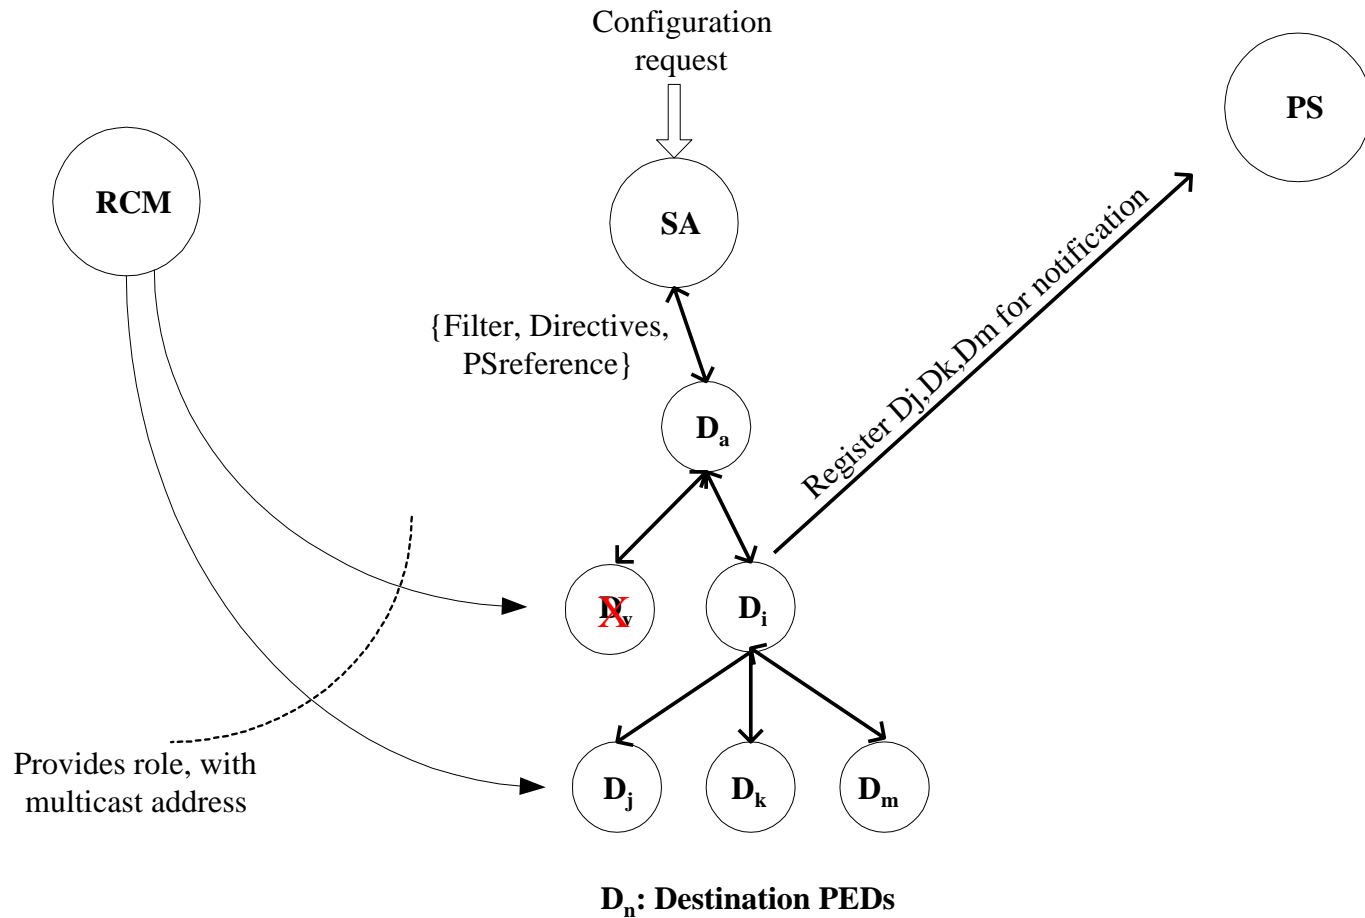 Configuration
request
PS
RCM
SA
{Filter, Directives,
PSreference}
Register Dj,Dk,Dm for notification
Da
Dv
X
Di
Provides role, with
multicast address
Dj
Dk
Dm
Dn: Destination PEDs